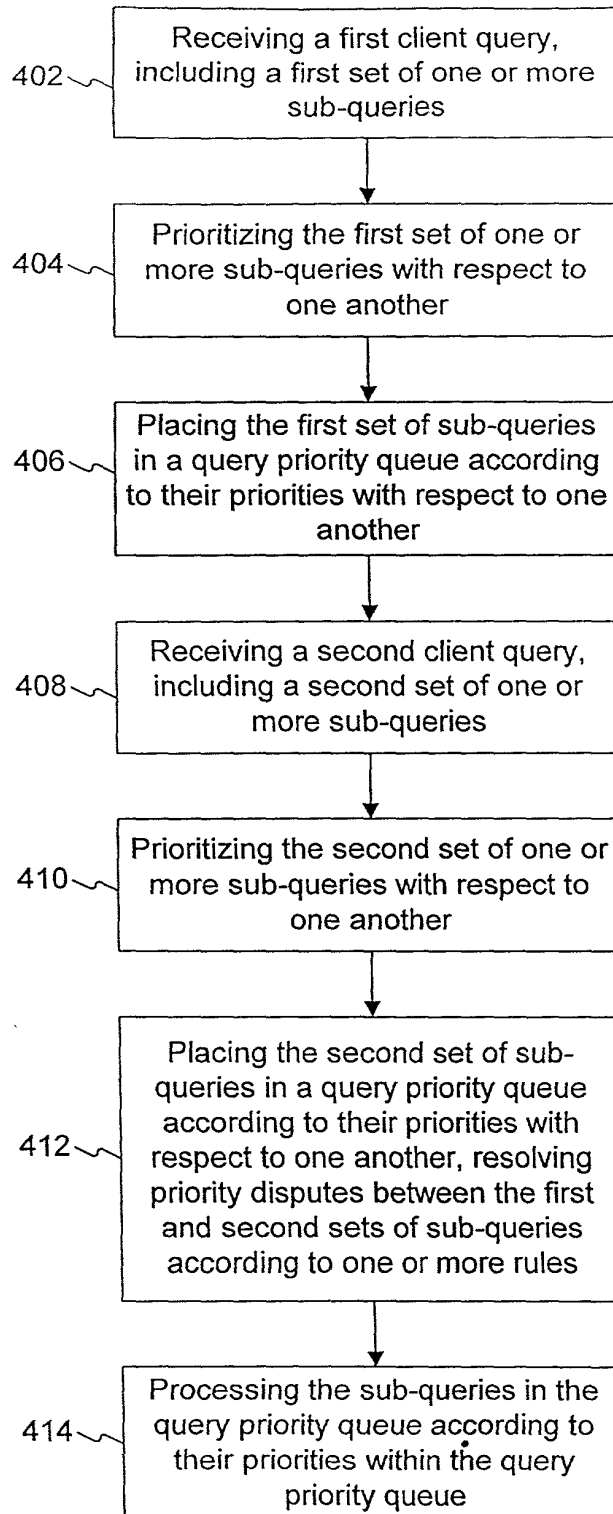 Receiving a first client query,
including a first set of one or more
sub-queries
402
Prioritizing the first set of one or
more sub-queries with respect to
one another
404
Placing the first set of sub-queries
in a query priority queue according
to their priorities with respect to one
another
406
Receiving a second client query,
including a second set of one or
more sub-queries
408
Prioritizing the second set of one or
more sub-queries with respect to
one another
410
Placing the second set of sub-
queries in a query priority queue
according to their priorities with
respect to one another, resolving
priority disputes between the first
and second sets of sub-queries
according to one or more rules
412
Processing the sub-queries in the
query priority queue according to
their priorities within the query
priority queue
414